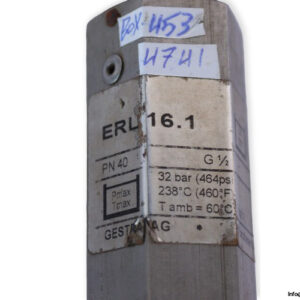 BOX-453
4741
ERL 16.1
PN 40 G ½
32 bar (464psi
Pmax
Tmax 238°C (460°F
T amb = 60°C
GESTRA AG